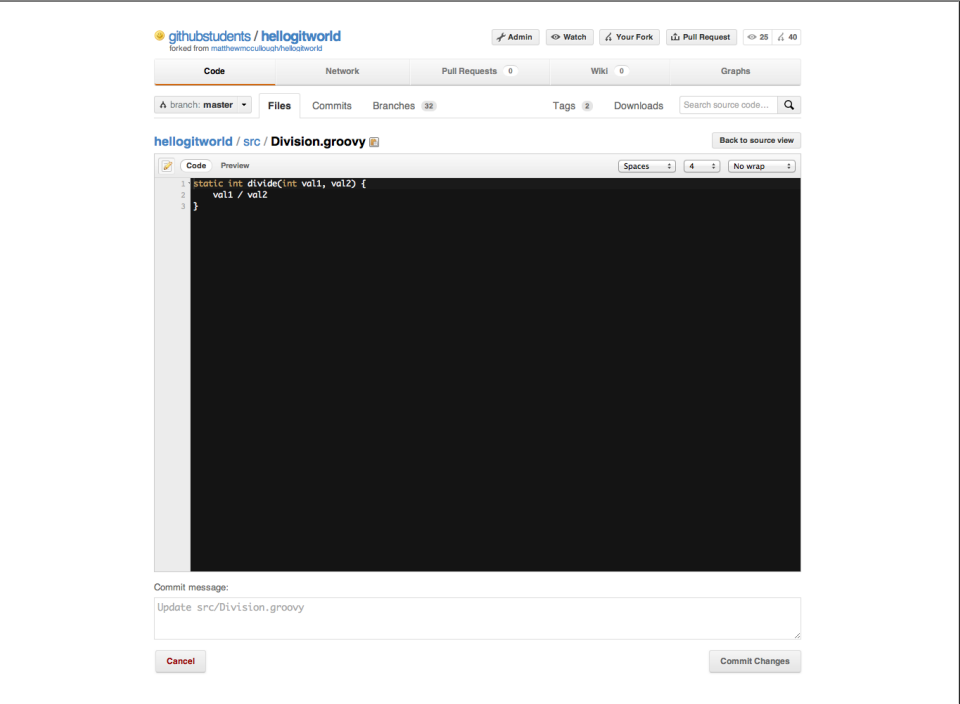 githubstudents / hellogitworld
forked from matthewmccullough/hellogitworld
Admin Watch Your Fork Pull Request 25 40
Code Network Pull Requests 0 Wiki 0 Graphs
branch: master Files Commits Branches 32 Tags 2 Downloads Search source code...
hellogitworld / src / Division.groovy Back to source view
Code Preview Spaces 4 No wrap
1 static int divide(int val1, val2) {
2     val1 / val2
3 }
Commit message:
Update src/Division.groovy
Cancel Commit Changes